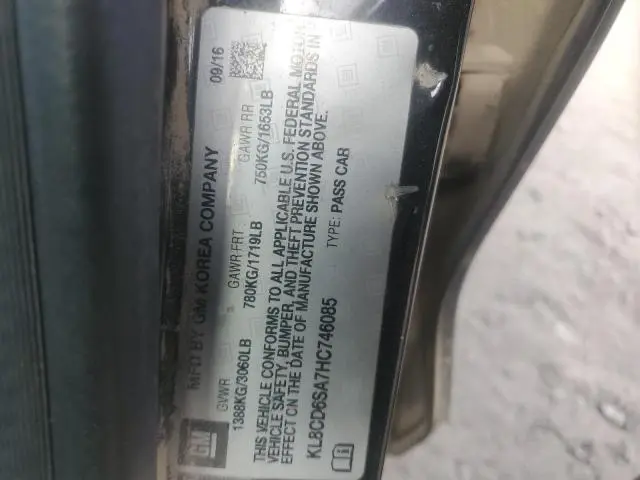 GM
MFD BY GM KOREA COMPANY
09/16
GVWR
GAWR FRT
GAWR RR
1388KG/3060LB
780KG/1719LB
750KG/1653LB
THIS VEHICLE CONFORMS TO ALL APPLICABLE U.S. FEDERAL MOTOR
VEHICLE SAFETY, BUMPER, AND THEFT PREVENTION STANDARDS IN
EFFECT ON THE DATE OF MANUFACTURE SHOWN ABOVE.
KL8CD6SA7HC746085
TYPE: PASS CAR